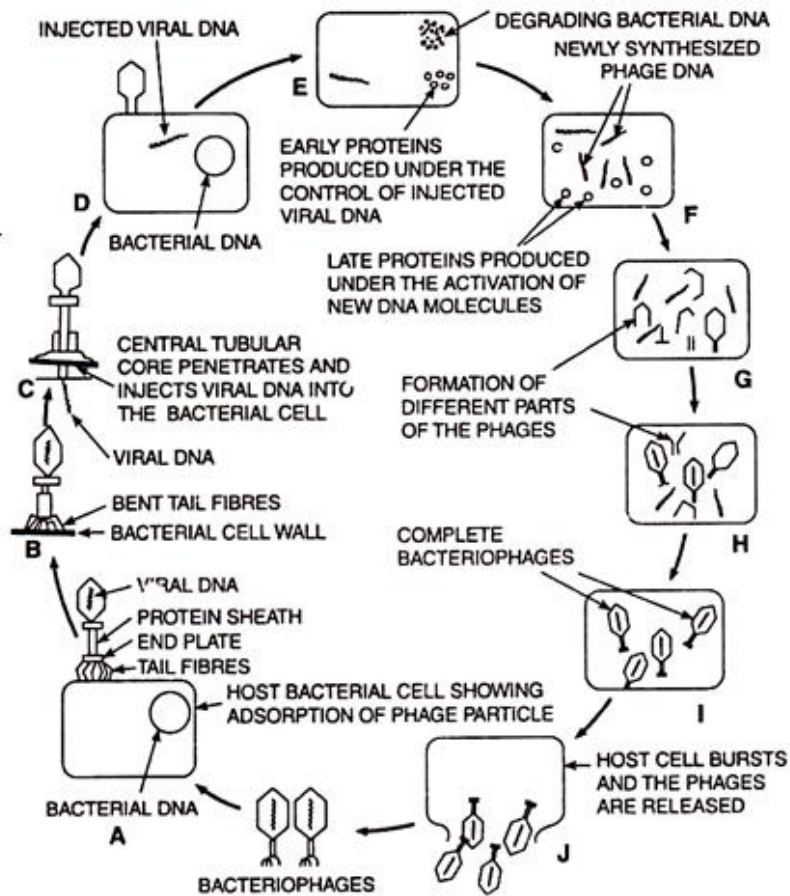 INJECTED VIRAL DNA
DEGRADING BACTERIAL DNA
NEWLY SYNTHESIZED
PHAGE DNA
E
EARLY PROTEINS
PRODUCED UNDER THE
CONTROL OF INJECTED
VIRAL DNA
D
BACTERIAL DNA
F
LATE PROTEINS PRODUCED
UNDER THE ACTIVATION OF
NEW DNA MOLECULES
CENTRAL TUBULAR
CORE PENETRATES AND
INJECTS VIRAL DNA INTO
THE BACTERIAL CELL
C
VIRAL DNA
G
FORMATION OF
DIFFERENT PARTS
OF THE PHAGES
BENT TAIL FIBRES
BACTERIAL CELL WALL
B
H
COMPLETE
BACTERIOPHAGES
VIRAL DNA
PROTEIN SHEATH
END PLATE
TAIL FIBRES
HOST BACTERIAL CELL SHOWING
ADSORPTION OF PHAGE PARTICLE
I
HOST CELL BURSTS
AND THE PHAGES
ARE RELEASED
BACTERIAL DNA
A
J
BACTERIOPHAGES